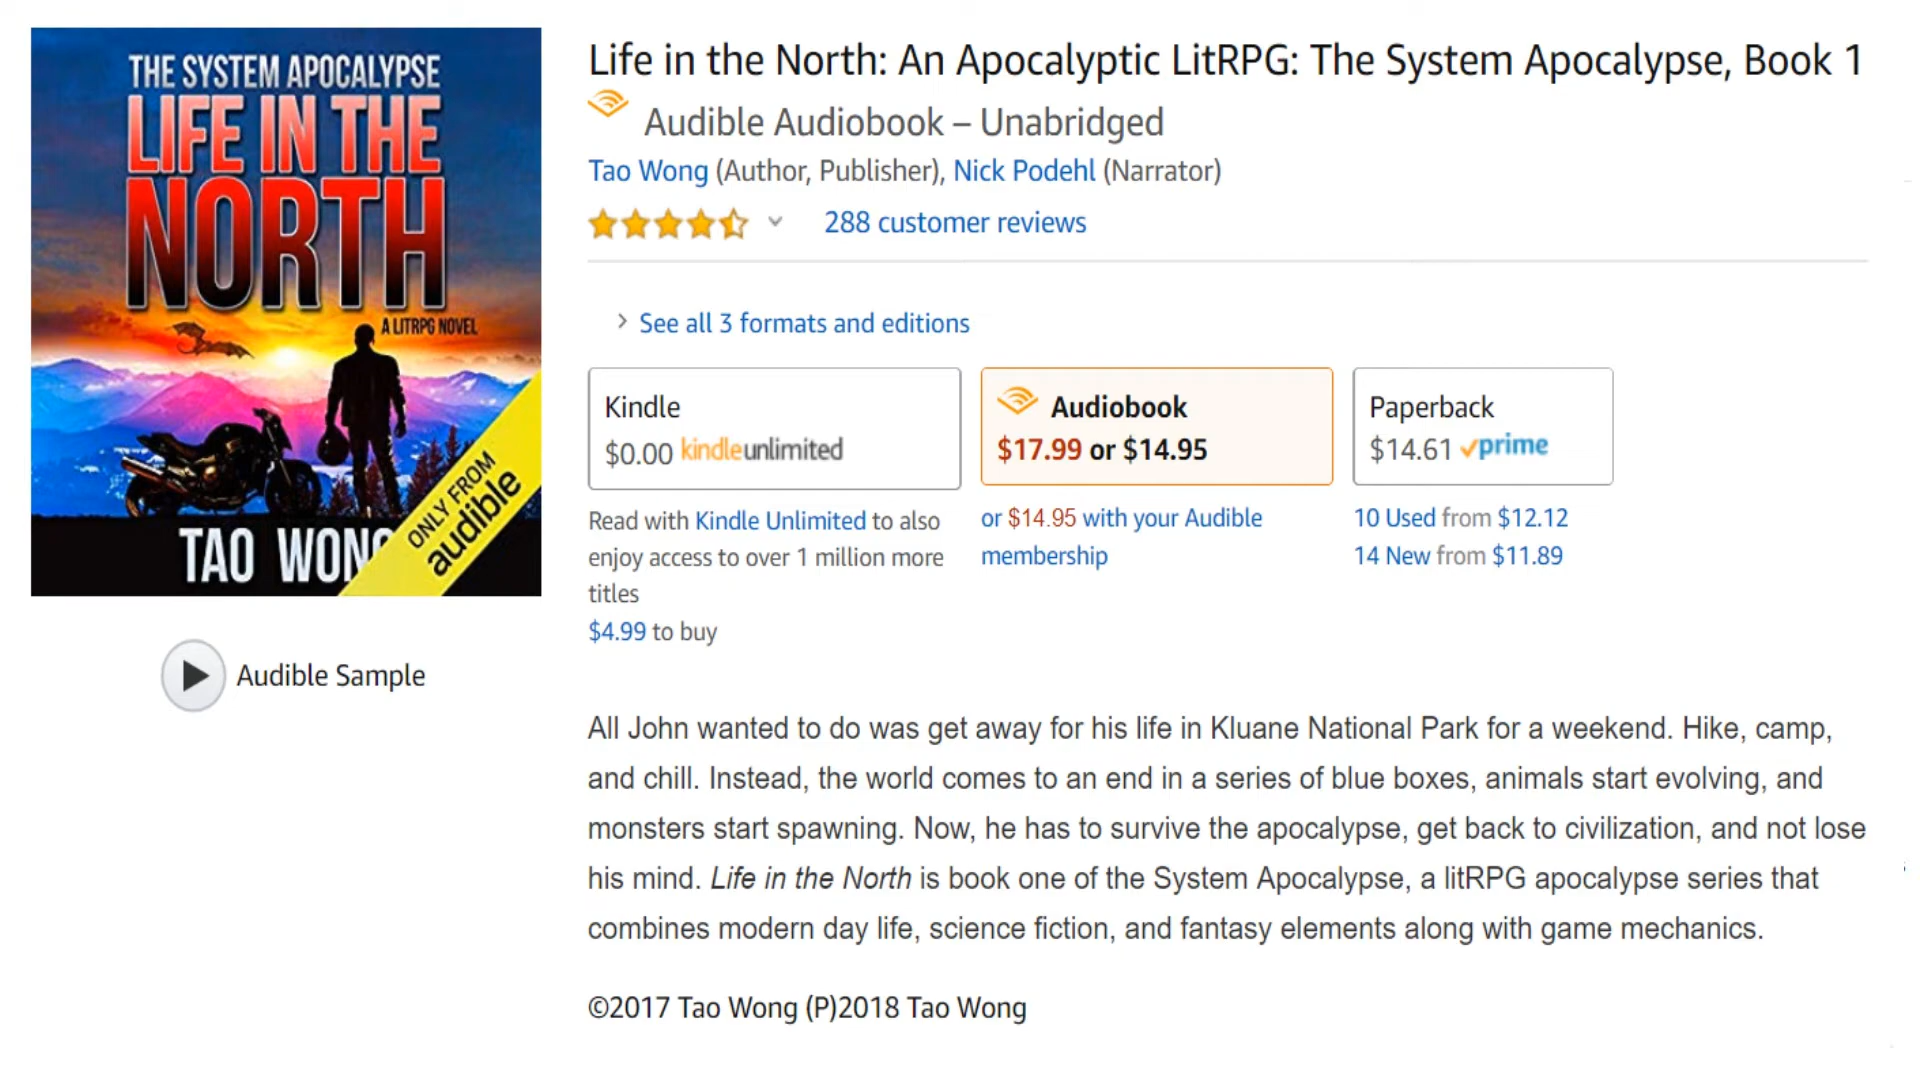 THE SYSTEM APOCALYPSE
LIFE IN THE
NORTH
A LITRPG NOVEL
TAO WONG
ONLY FROM
audible
Audible Sample
Life in the North: An Apocalyptic LitRPG: The System Apocalypse, Book 1
Audible Audiobook – Unabridged
Tao Wong (Author, Publisher), Nick Podehl (Narrator)
288 customer reviews
See all 3 formats and editions
Kindle
$0.00 kindleunlimited
Read with Kindle Unlimited to also
enjoy access to over 1 million more
titles
$4.99 to buy
Audiobook
$17.99 or $14.95
or $14.95 with your Audible
membership
Paperback
$14.61 prime
10 Used from $12.12
14 New from $11.89
All John wanted to do was get away for his life in Kluane National Park for a weekend. Hike, camp,
and chill. Instead, the world comes to an end in a series of blue boxes, animals start evolving, and
monsters start spawning. Now, he has to survive the apocalypse, get back to civilization, and not lose
his mind. Life in the North is book one of the System Apocalypse, a litRPG apocalypse series that
combines modern day life, science fiction, and fantasy elements along with game mechanics.
©2017 Tao Wong (P)2018 Tao Wong